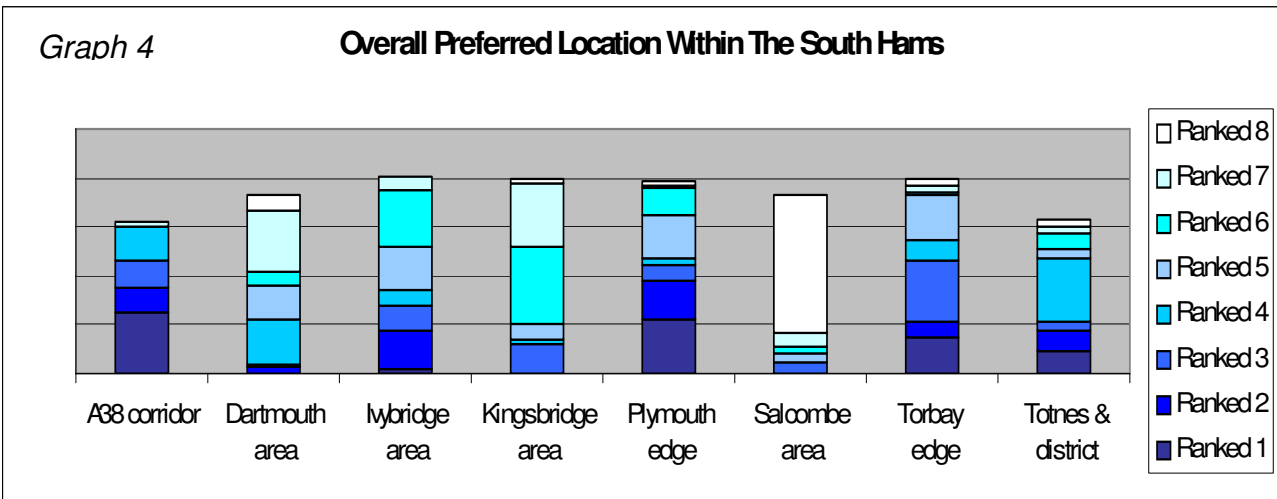 Graph 4
Overall Preferred Location Within The South Hams
Ranked 8
Ranked 7
Ranked 6
Ranked 5
Ranked 4
Ranked 3
Ranked 2
Ranked 1
A38 corridor
Dartmouth
area
Ivybridge
area
Kingsbridge
area
Plymouth
edge
Salcombe
area
Torbay
edge
Totnes &
district